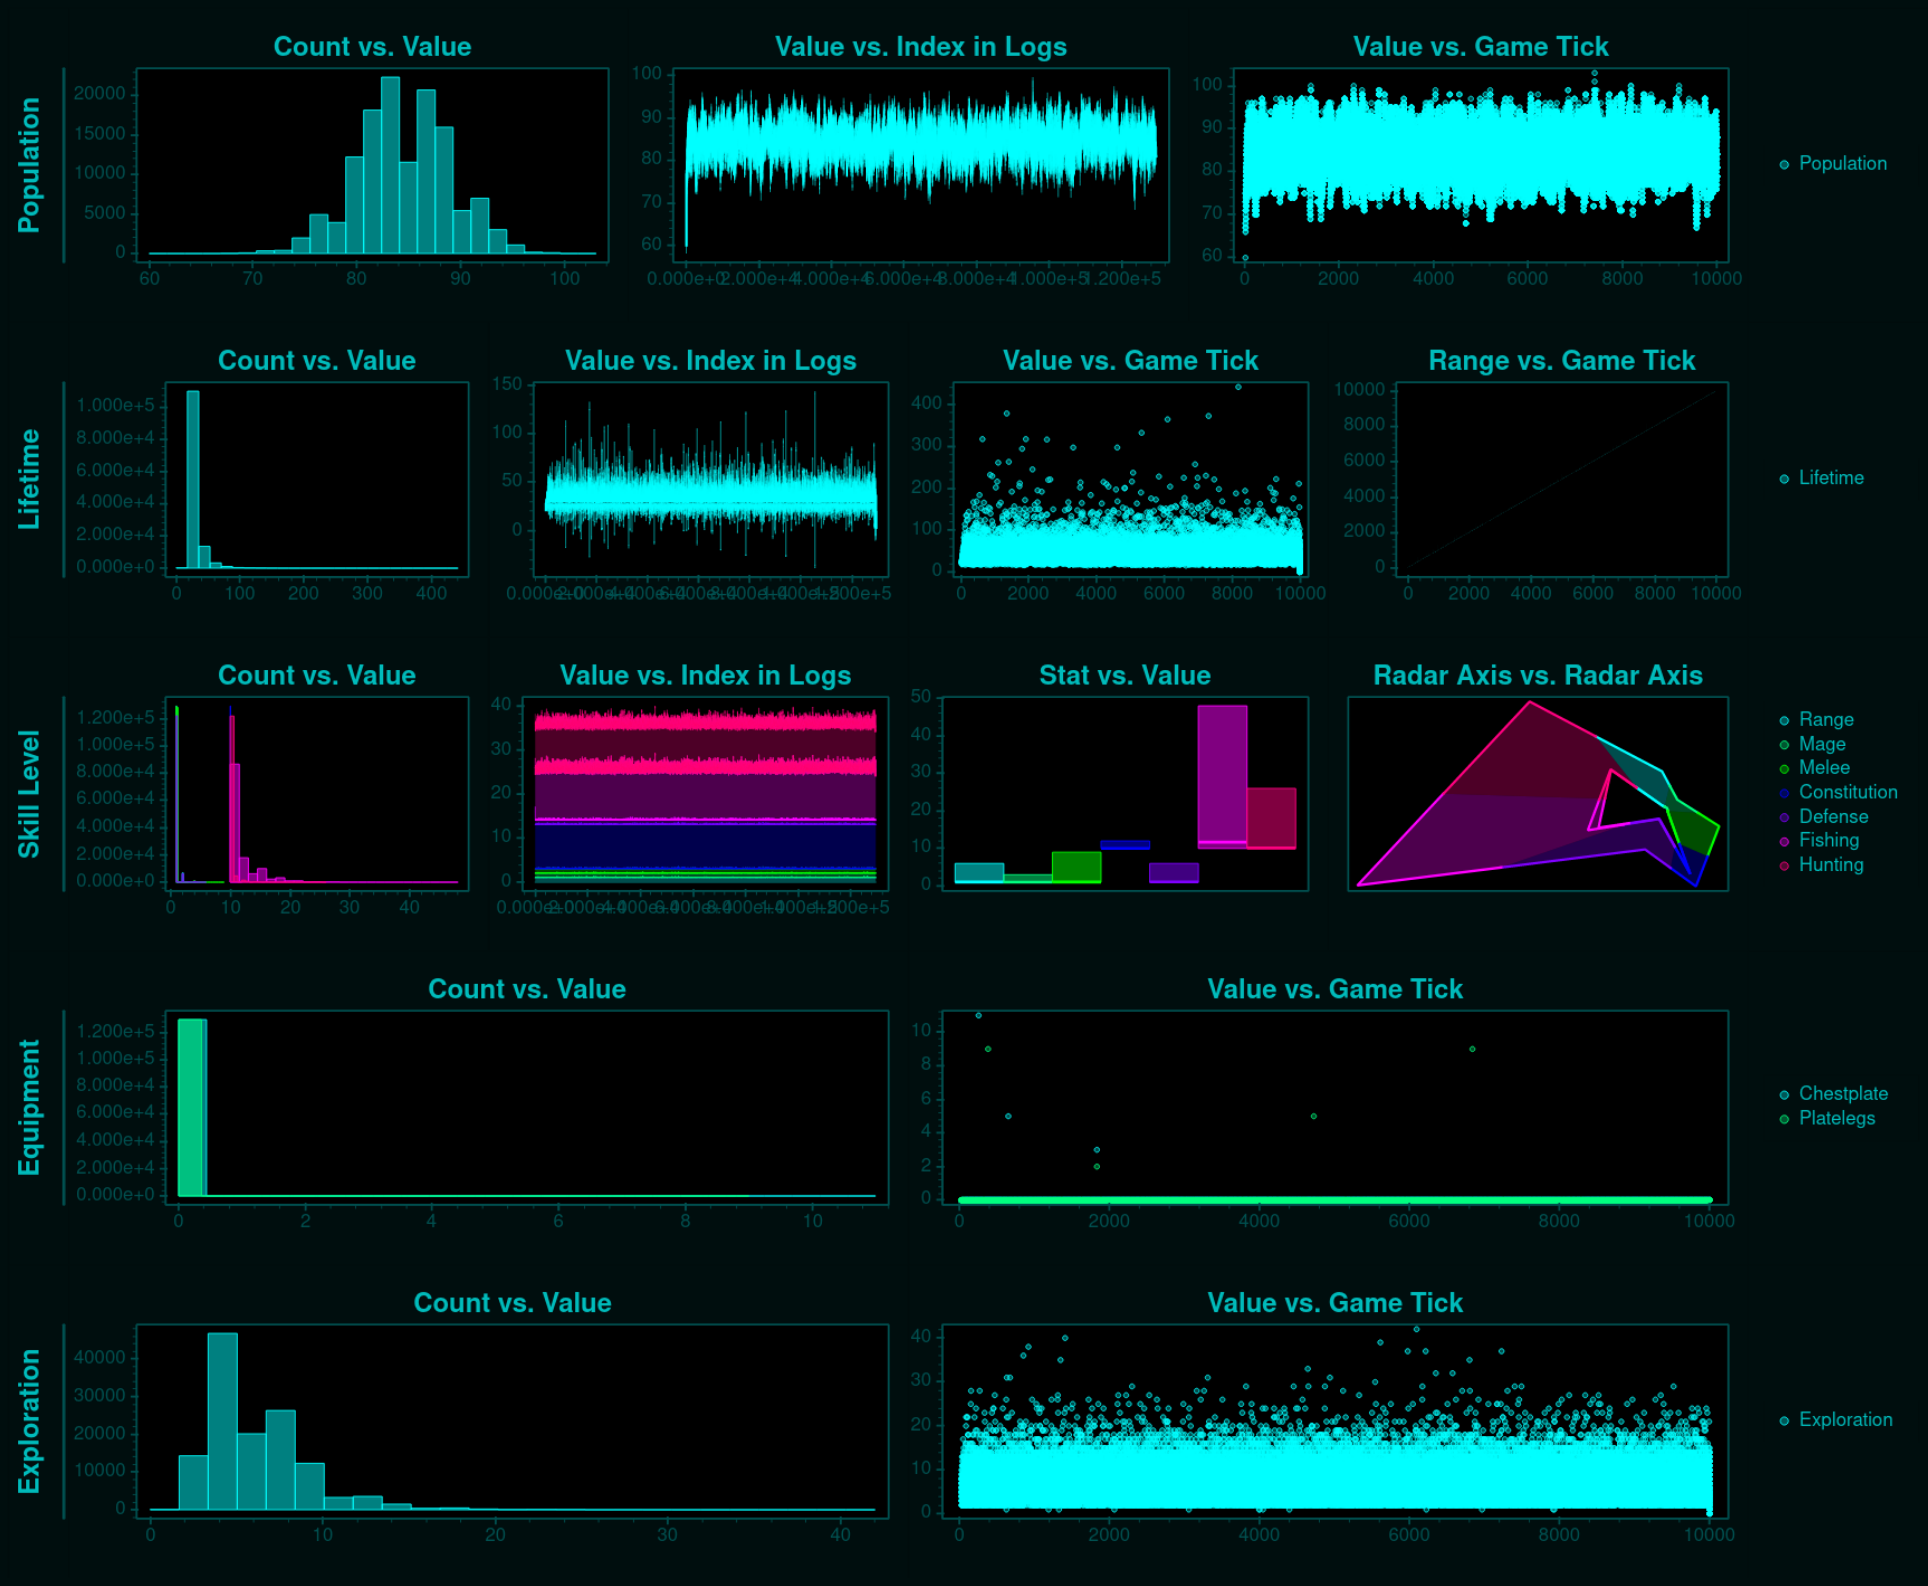 Population
Count vs. Value
20000
15000
10000
5000
0
60 70 80 90 100
Value vs. Index in Logs
100
90
80
70
60
0.000e+0 2.000e+4 4.000e+4 6.000e+4 8.000e+4 1.000e+5 1.200e+5
Value vs. Game Tick
100
90
80
70
60
0 2000 4000 6000 8000 10000
Population
Lifetime
Count vs. Value
1.000e+5
8.000e+4
6.000e+4
4.000e+4
2.000e+4
0.000e+0
0 100 200 300 400
Value vs. Index in Logs
150
100
50
0
0.000e+0 2.000e+4 4.000e+4 6.000e+4 8.000e+4 1.000e+5 1.200e+5
Value vs. Game Tick
400
300
200
100
0
0 2000 4000 6000 8000 10000
Range vs. Game Tick
10000
8000
6000
4000
2000
0
0 2000 4000 6000 8000 10000
Lifetime
Skill Level
Count vs. Value
1.200e+5
1.000e+5
8.000e+4
6.000e+4
4.000e+4
2.000e+4
0.000e+0
0 10 20 30 40
Value vs. Index in Logs
40
30
20
10
0
0.000e+0 2.000e+4 4.000e+4 6.000e+4 8.000e+4 1.000e+5 1.200e+5
Stat vs. Value
50
40
30
20
10
0
Radar Axis vs. Radar Axis
Range
Mage
Melee
Constitution
Defense
Fishing
Hunting
Equipment
Count vs. Value
1.200e+5
1.000e+5
8.000e+4
6.000e+4
4.000e+4
2.000e+4
0.000e+0
0 2 4 6 8 10
Value vs. Game Tick
10
8
6
4
2
0
0 2000 4000 6000 8000 10000
Chestplate
Platelegs
Exploration
Count vs. Value
40000
30000
20000
10000
0
0 10 20 30 40
Value vs. Game Tick
40
30
20
10
0
0 2000 4000 6000 8000 10000
Exploration